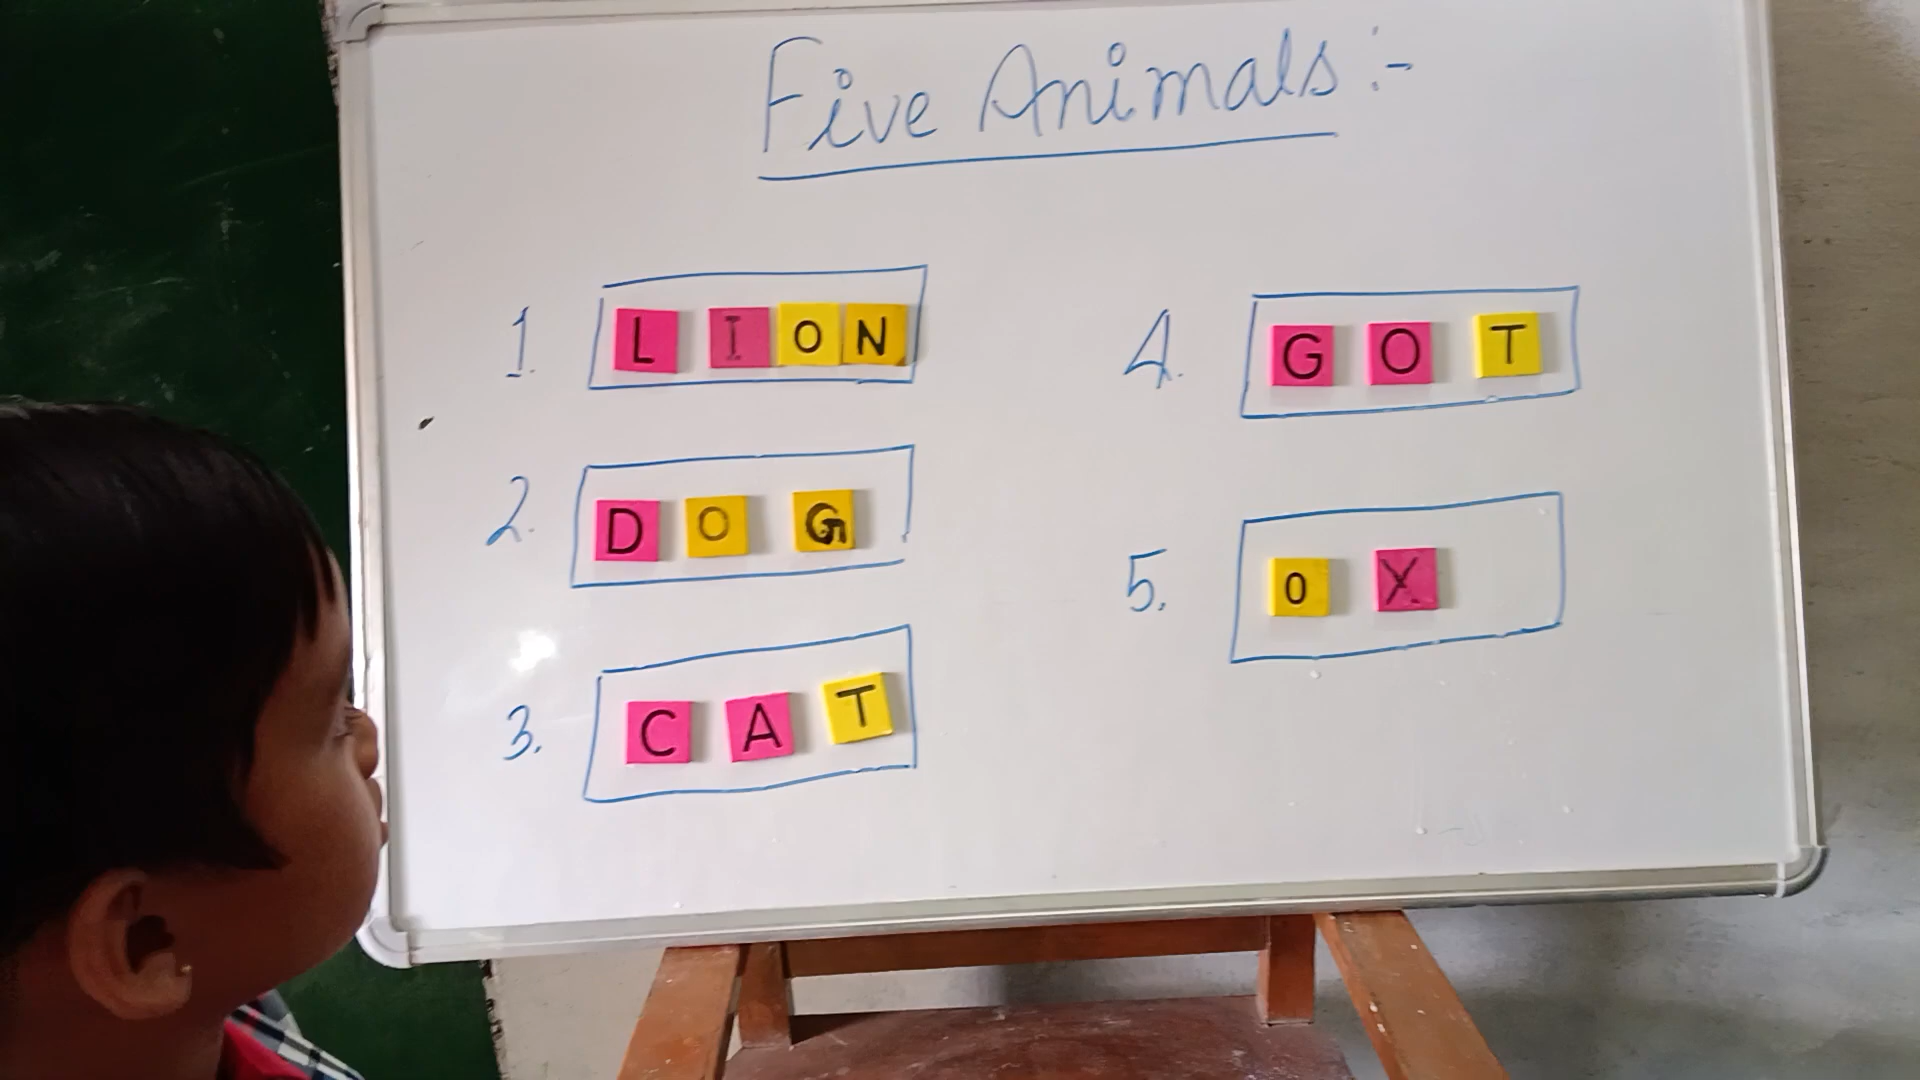 Five Animals :-
1. LION
2. DOG
3. CAT
4. GOT
5. OX